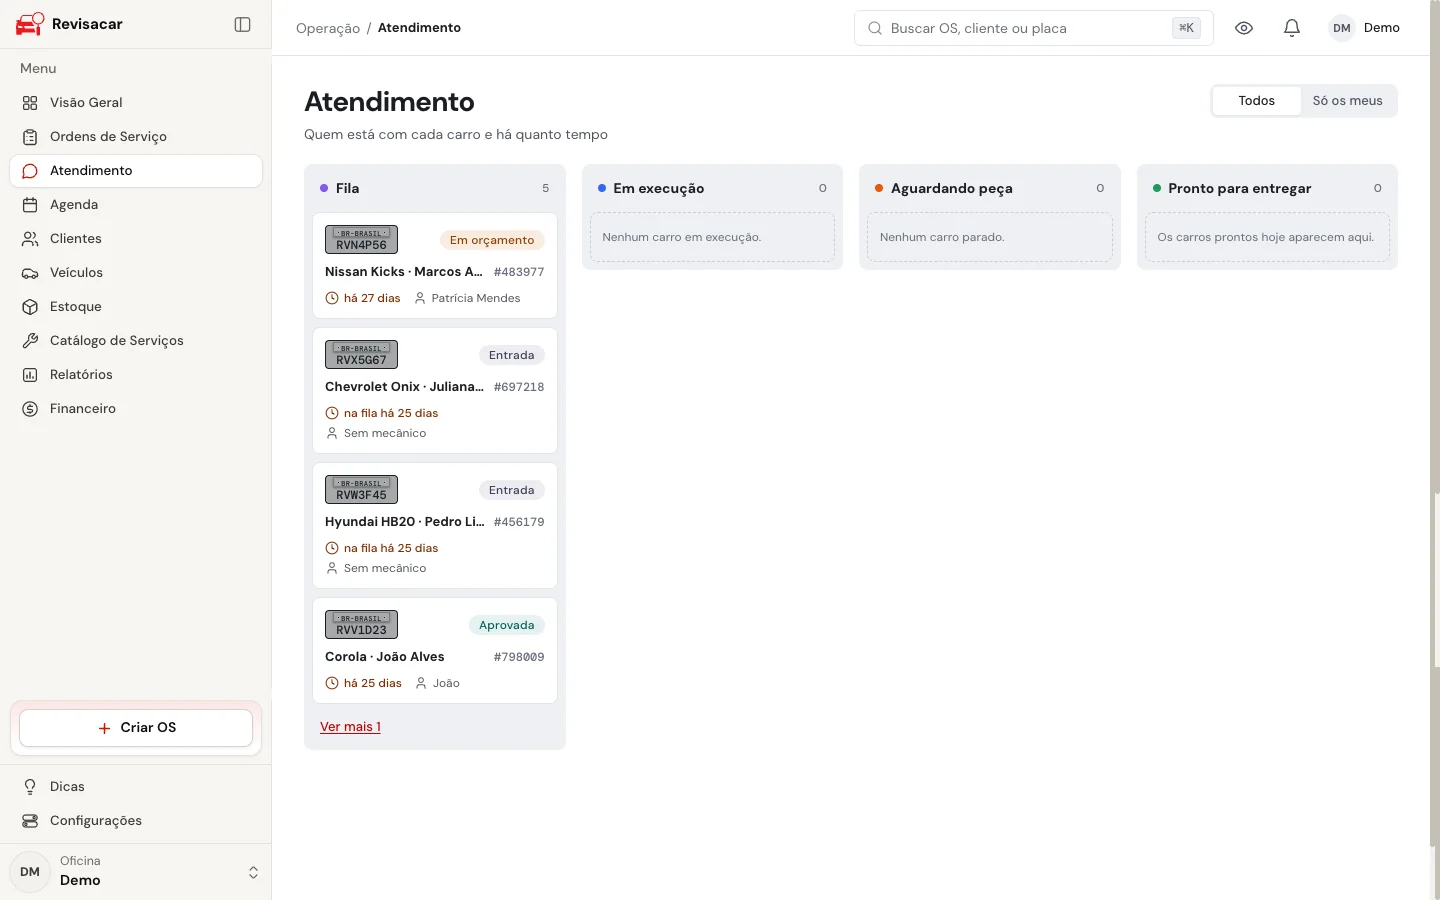 Revisacar
Menu
Visão Geral
Ordens de Serviço
Atendimento
Agenda
Clientes
Veículos
Estoque
Catálogo de Serviços
Relatórios
Financeiro
Criar OS
Dicas
Configurações
DM
Oficina
Demo
Operação / Atendimento
Buscar OS, cliente ou placa
⌘K
DM
Demo
Atendimento
Quem está com cada carro e há quanto tempo
Todos
Só os meus
Fila
5
BR-BRASIL
RVN4P56
Em orçamento
Nissan Kicks · Marcos A...
#483977
há 27 dias
Patrícia Mendes
BR-BRASIL
RVX5G67
Entrada
Chevrolet Onix · Juliana...
#697218
na fila há 25 dias
Sem mecânico
BR-BRASIL
RVW3F45
Entrada
Hyundai HB20 · Pedro Li...
#456179
na fila há 25 dias
Sem mecânico
BR-BRASIL
RVV1D23
Aprovada
Corola · João Alves
#798009
há 25 dias
João
Ver mais 1
Em execução
0
Nenhum carro em execução.
Aguardando peça
0
Nenhum carro parado.
Pronto para entregar
0
Os carros prontos hoje aparecem aqui.